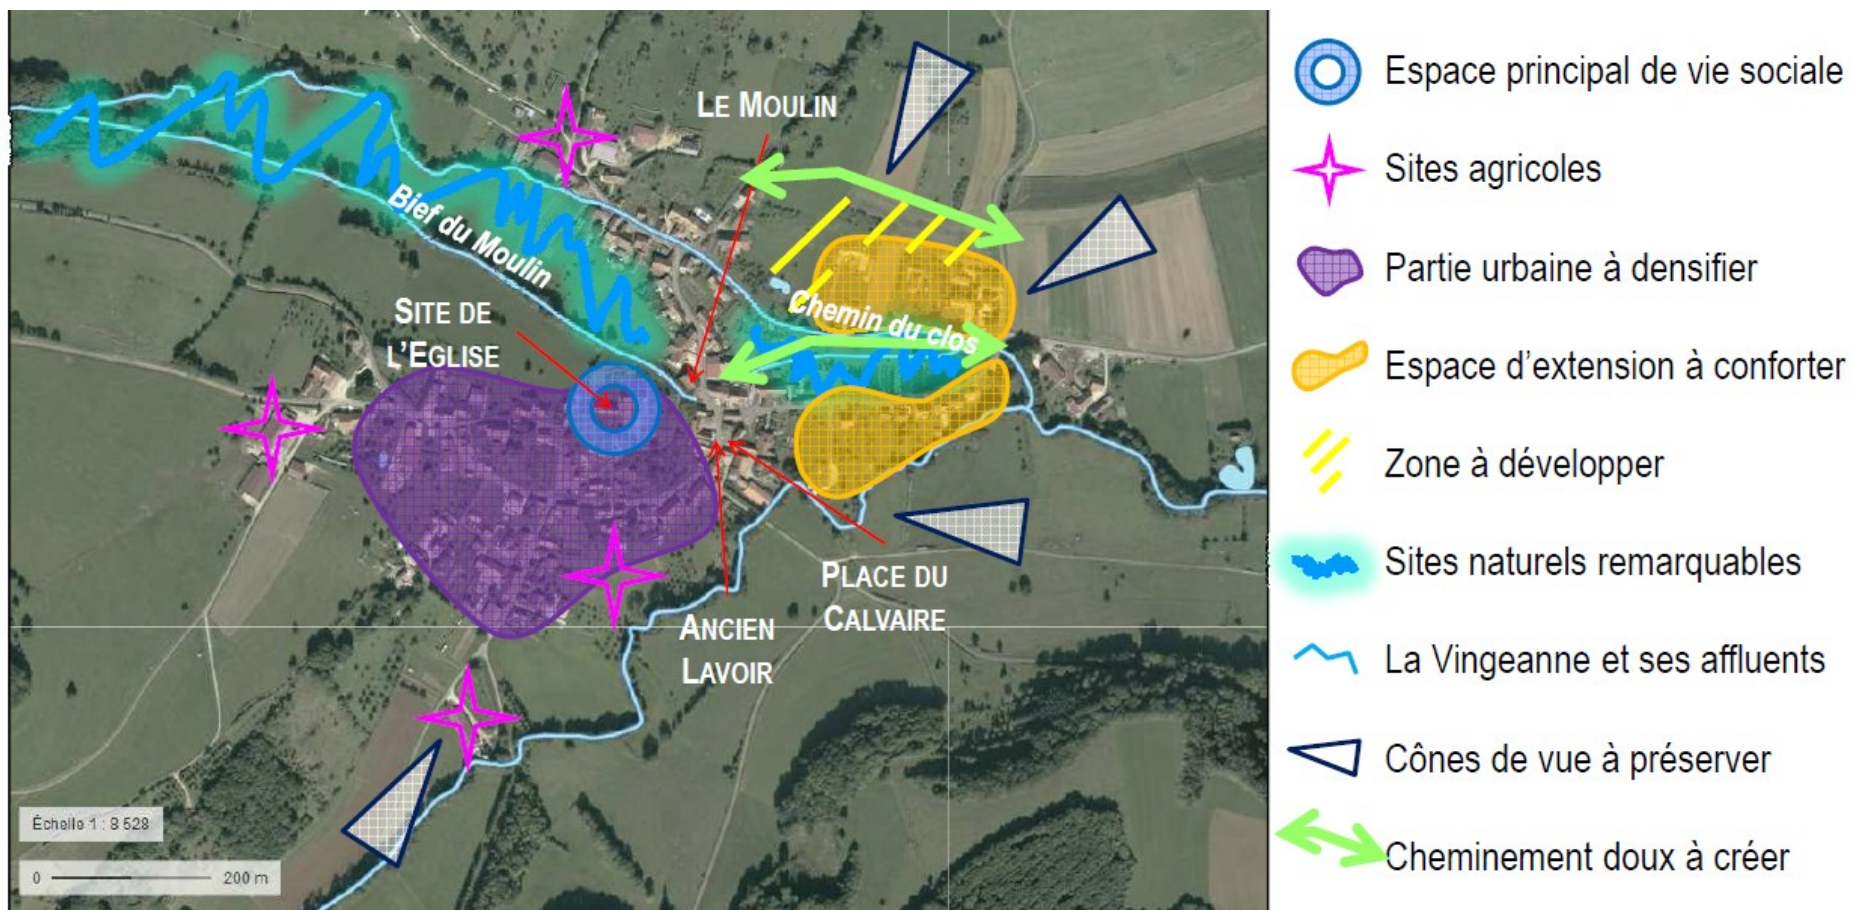 LE MOULIN
Bief du Moulin
SITE DE
L'EGLISE
Chemin du clos
PLACE DU
CALVAIRE
ANCIEN
LAVOIR
Échelle 1 : 8 528
0 200 m
Espace principal de vie sociale
Sites agricoles
Partie urbaine à densifier
Espace d'extension à conforter
Zone à développer
Sites naturels remarquables
La Vingeanne et ses affluents
Cônes de vue à préserver
Cheminement doux à créer